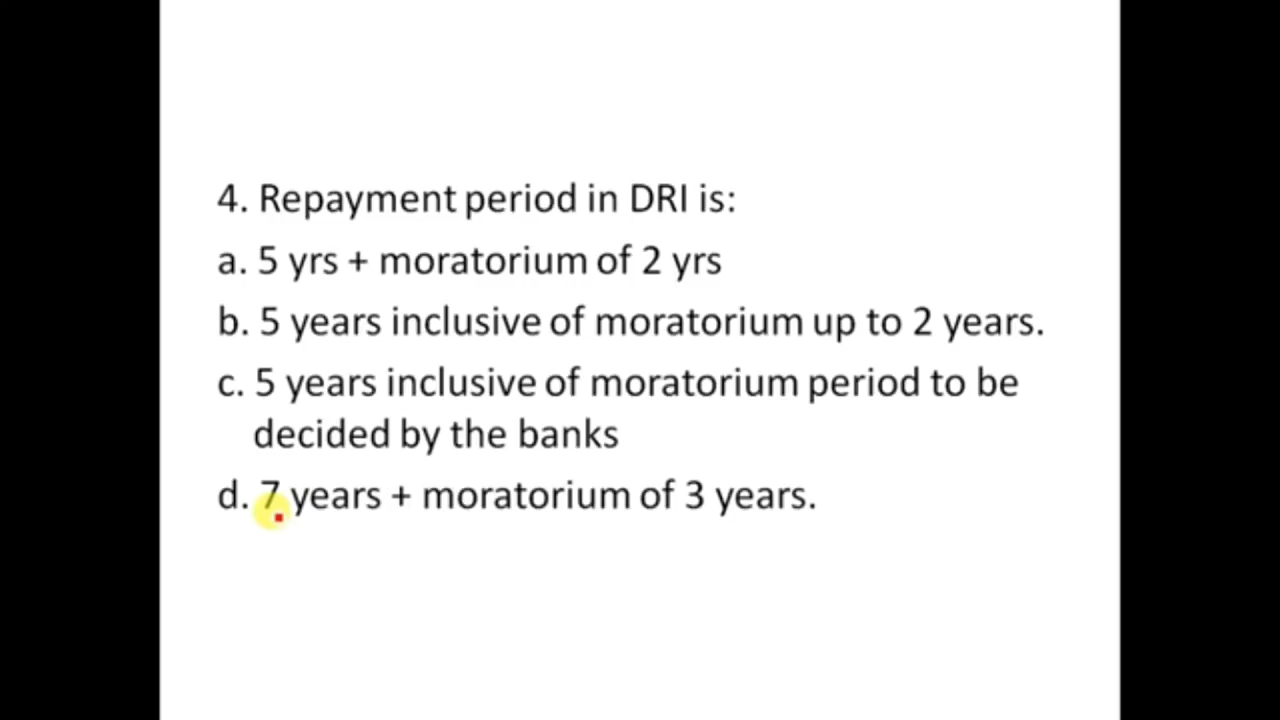 4. Repayment period in DRI is:
a. 5 yrs + moratorium of 2 yrs
b. 5 years inclusive of moratorium up to 2 years.
c. 5 years inclusive of moratorium period to be
decided by the banks
d. 7 years + moratorium of 3 years.